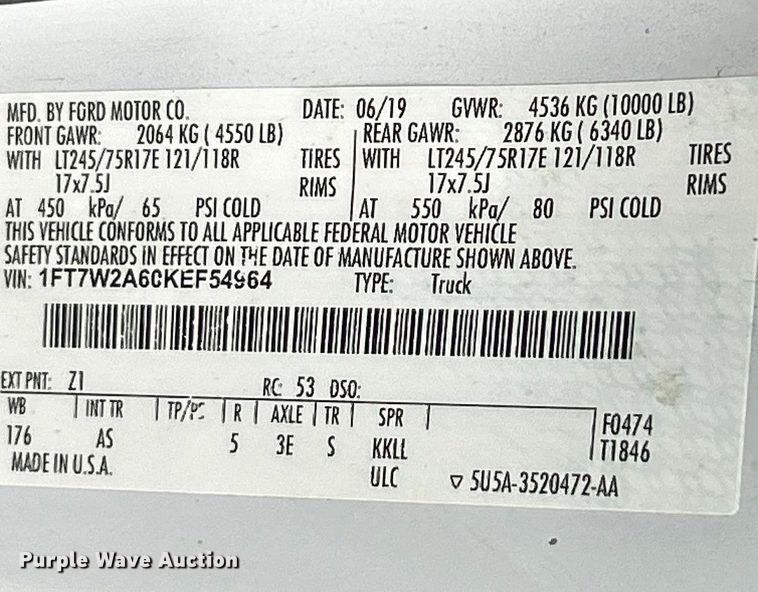 MFD. BY FORD MOTOR CO. DATE: 06/19 GVWR: 4536 KG (10000 LB)
FRONT GAWR: 2064 KG ( 4550 LB) REAR GAWR: 2876 KG ( 6340 LB)
WITH LT245/75R17E 121/118R TIRES WITH LT245/75R17E 121/118R TIRES
17x7.5J RIMS 17x7.5J RIMS
AT 450 kPa/ 65 PSI COLD AT 550 kPa/ 80 PSI COLD
THIS VEHICLE CONFORMS TO ALL APPLICABLE FEDERAL MOTOR VEHICLE
SAFETY STANDARDS IN EFFECT ON THE DATE OF MANUFACTURE SHOWN ABOVE.
VIN: 1FT7W2A60KEF54964 TYPE: Truck
EXT PNT: Z1 RC: 53 DSO:
WB INT TR TP/PS R AXLE TR SPR F0474
176 AS 5 3E S KKLL T1846
MADE IN U.S.A. ULC 5U5A-3520472-AA
Ford
Purple Wave Auction